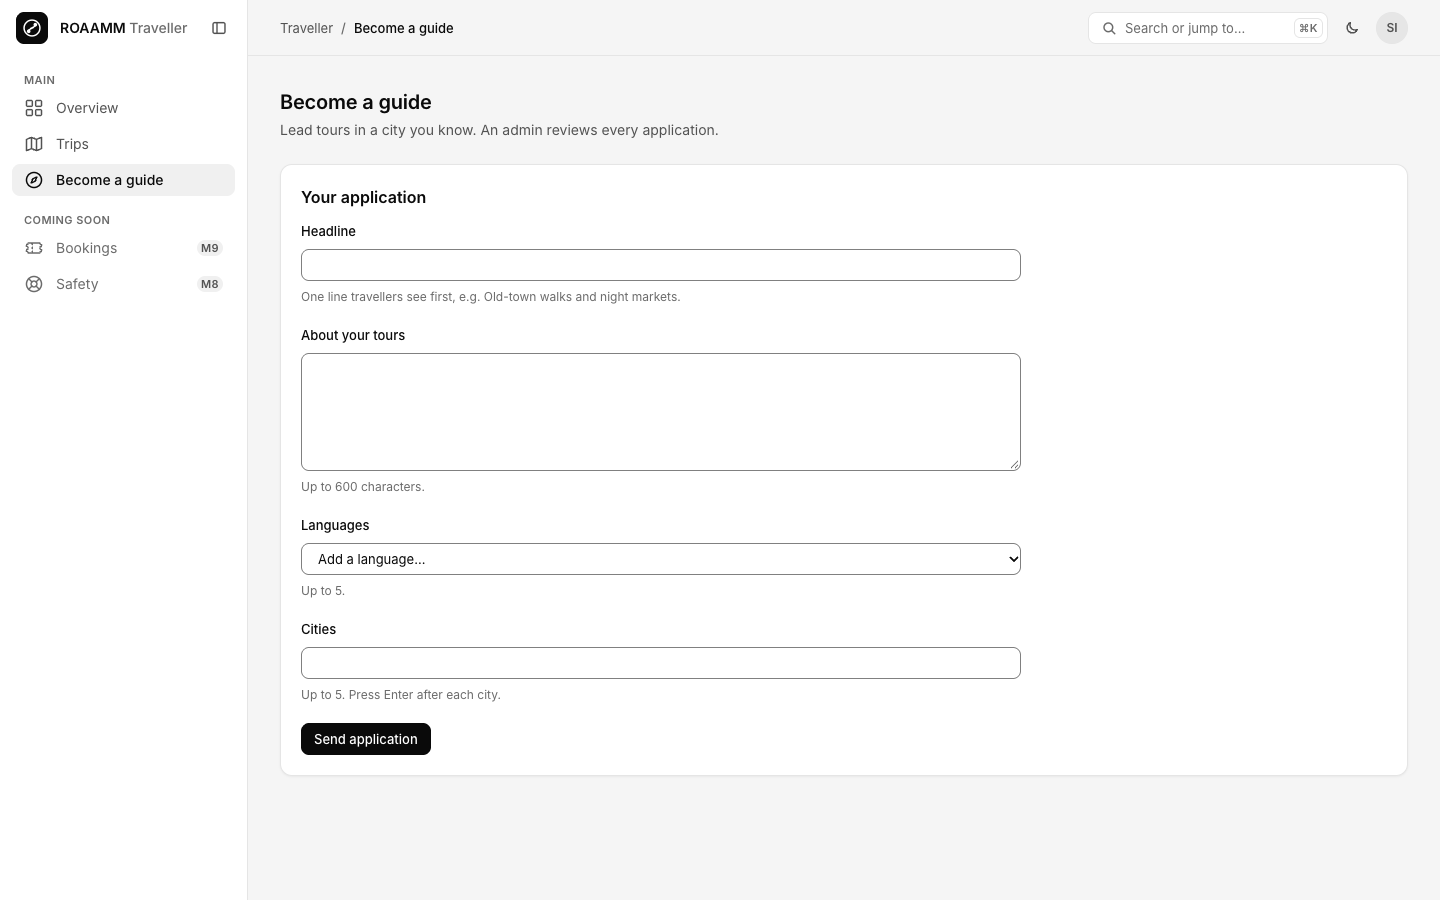 ROAAMM Traveller
MAIN
Overview
Trips
Become a guide
COMING SOON
Bookings M9
Safety M8
Traveller / Become a guide
Search or jump to... ⌘K
SI
Become a guide
Lead tours in a city you know. An admin reviews every application.
Your application
Headline
One line travellers see first, e.g. Old-town walks and night markets.
About your tours
Up to 600 characters.
Languages
Add a language...
Up to 5.
Cities
Up to 5. Press Enter after each city.
Send application